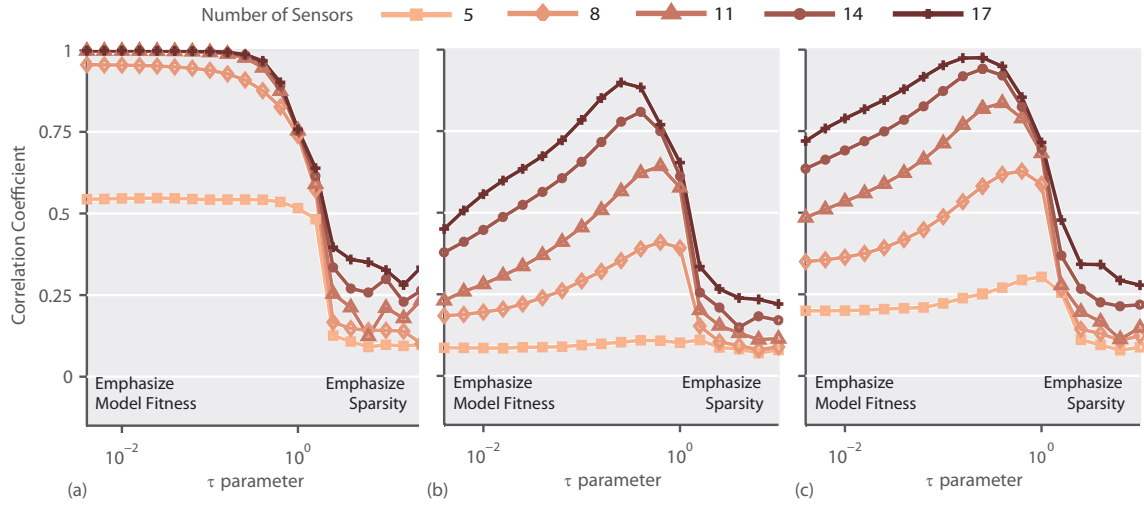 Number of Sensors 5 8 11 14 17
Correlation Coefficient
1
0.75
0.5
0.25
0
Emphasize
Model Fitness
Emphasize
Sparsity
10⁻² 10⁰
(a) τ parameter
Emphasize
Model Fitness
Emphasize
Sparsity
10⁻² 10⁰
(b) τ parameter
Emphasize
Model Fitness
Emphasize
Sparsity
10⁻² 10⁰
(c) τ parameter